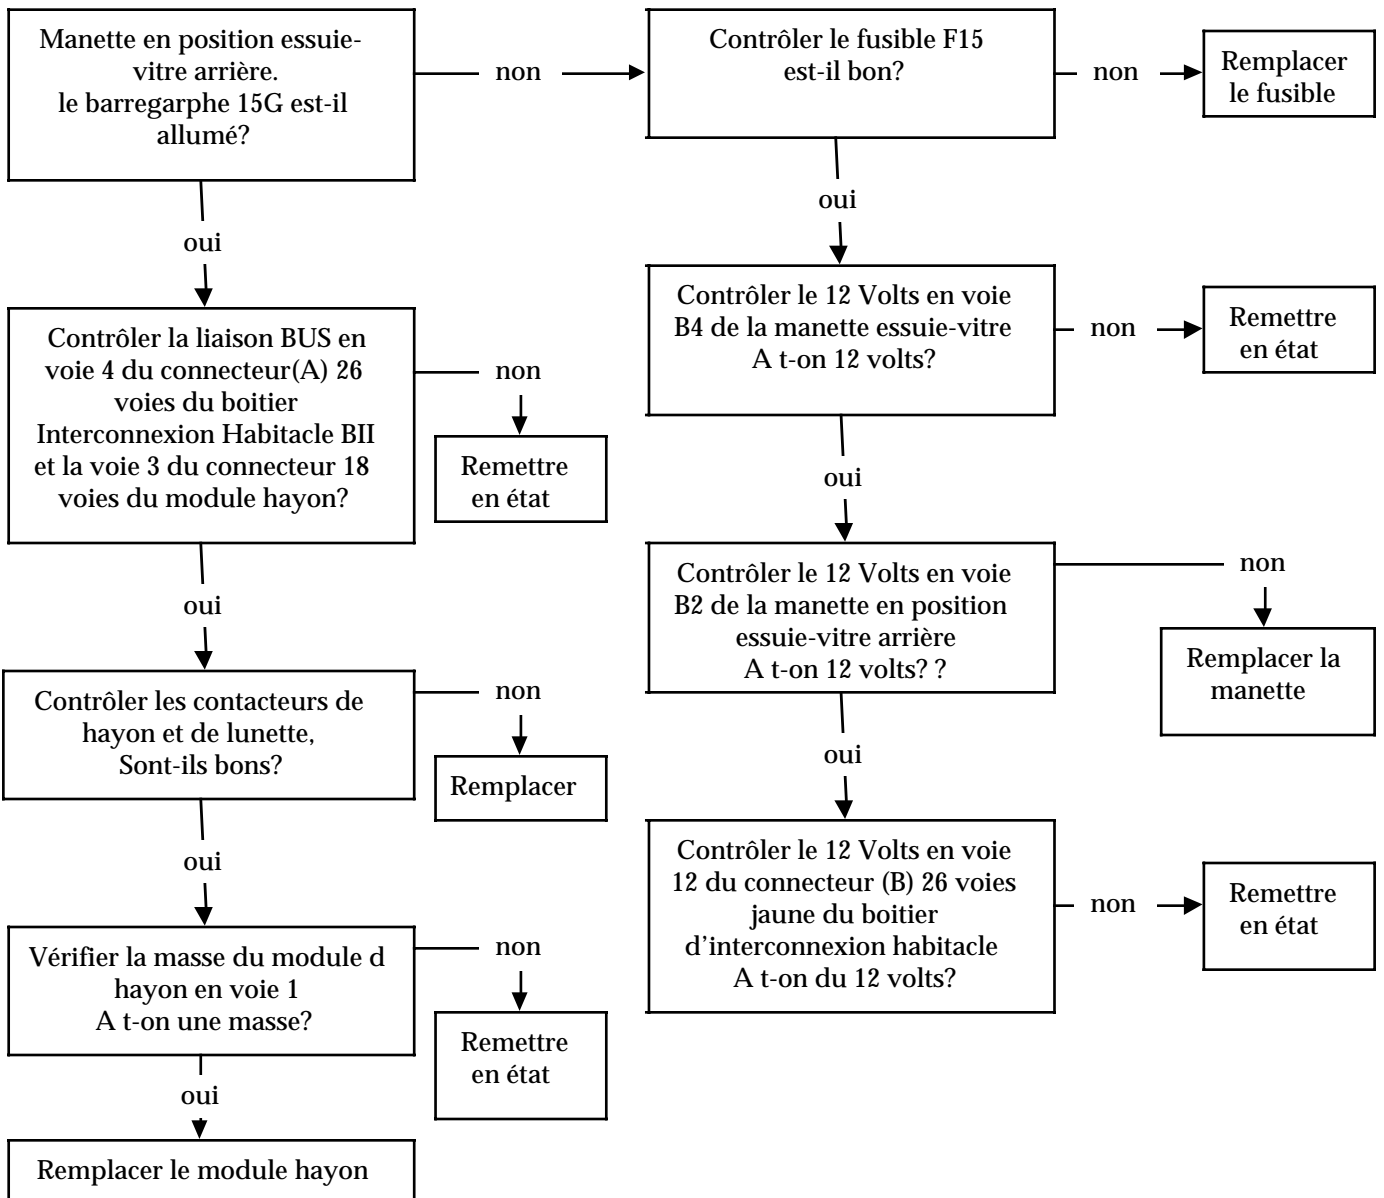 Manette en position essuie-
vitre arrière.
le barregarphe 15G est-il
allumé?
non
Contrôler le fusible F15
est-il bon?
non
Remplacer
le fusible
oui
oui
Contrôler la liaison BUS en
voie 4 du connecteur(A) 26
voies du boitier
Interconnexion Habitacle BII
et la voie 3 du connecteur 18
voies du module hayon?
non
Remettre
en état
Contrôler le 12 Volts en voie
B4 de la manette essuie-vitre
A t-on 12 volts?
non
Remettre
en état
oui
oui
Contrôler le 12 Volts en voie
B2 de la manette en position
essuie-vitre arrière
A t-on 12 volts? ?
non
Remplacer la
manette
Contrôler les contacteurs de
hayon et de lunette,
Sont-ils bons?
non
Remplacer
oui
oui
Contrôler le 12 Volts en voie
12 du connecteur (B) 26 voies
jaune du boitier
d'interconnexion habitacle
A t-on du 12 volts?
non
Remettre
en état
Vérifier la masse du module d
hayon en voie 1
A t-on une masse?
non
Remettre
en état
oui
Remplacer le module hayon